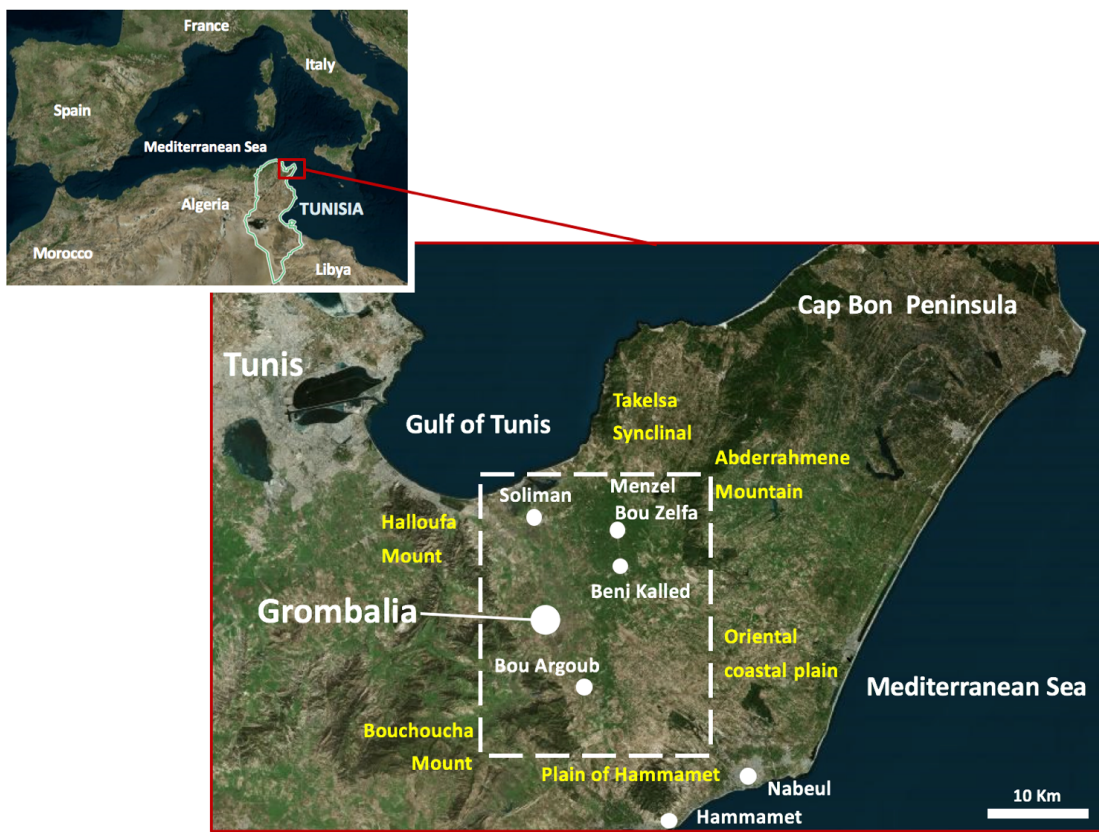 France
Italy
Spain
Mediterranean Sea
Algeria
TUNISIA
Morocco
Libya
Cap Bon Peninsula
Tunis
Takelsa
Synclinal
Gulf of Tunis
Abderrahmene
Mountain
Menzel
Bou Zelfa
Soliman
Halloufa
Mount
Beni Kalled
Grombalia
Oriental
coastal plain
Bou Argoub
Mediterranean Sea
Bouchoucha
Mount
Plain of Hammamet
Nabeul
10 Km
Hammamet